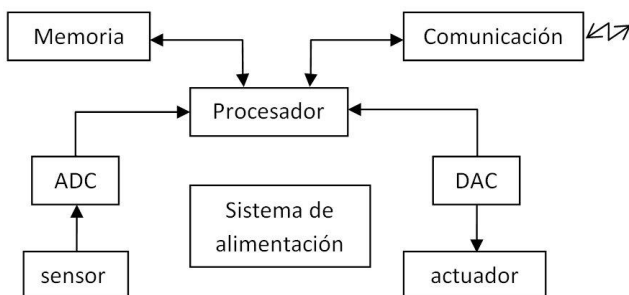 Memoria
Comunicación
Procesador
ADC
DAC
Sistema de
alimentación
sensor
actuador